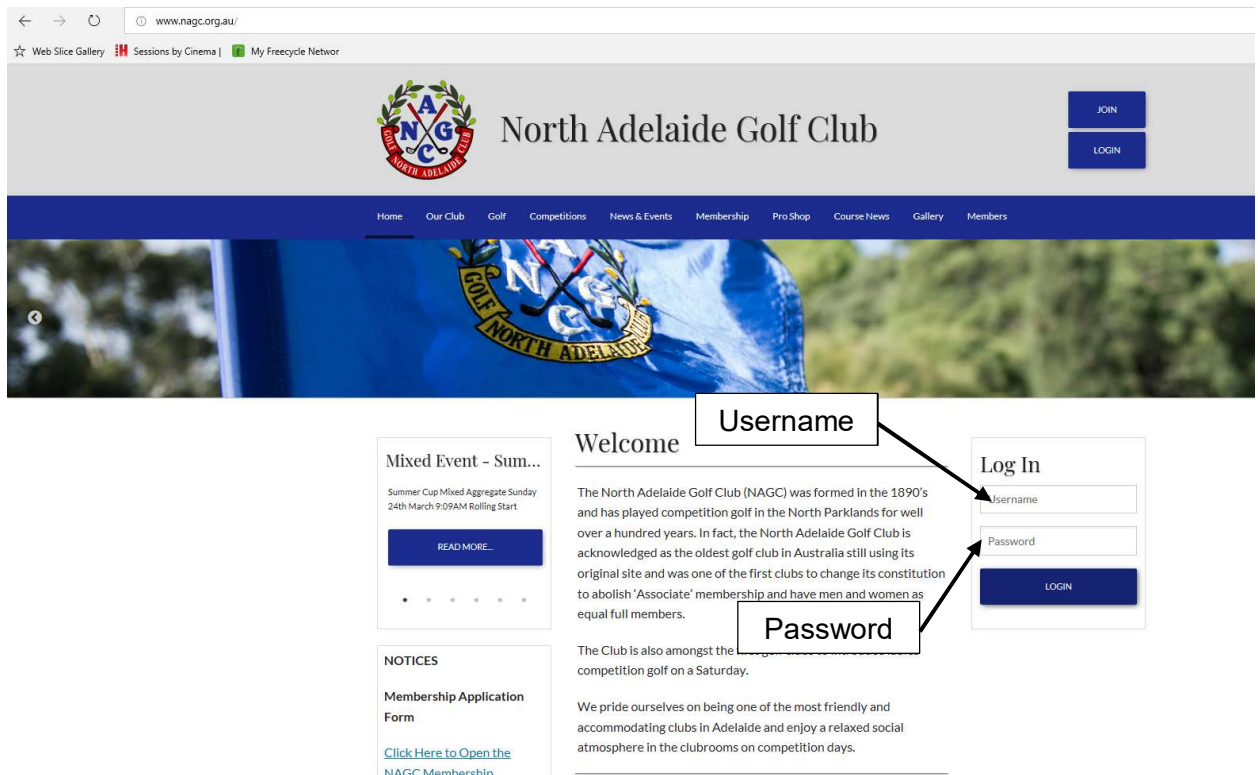 www.nagc.org.au/
Web Slice Gallery Sessions by Cinema | My Freecycle Networ
A
N G
C
GOLF NORTH ADELAIDE CLUB
North Adelaide Golf Club
JOIN
LOGIN
Home Our Club Golf Competitions News & Events Membership Pro Shop Course News Gallery Members
N G
C
GOLF NORTH ADELAIDE
Username
Password
Mixed Event - Sum...
Summer Cup Mixed Aggregate Sunday
24th March 9:09AM Rolling Start
READ MORE...
NOTICES
Membership Application
Form
Click Here to Open the
NAGC Membership
Welcome
The North Adelaide Golf Club (NAGC) was formed in the 1890's
and has played competition golf in the North Parklands for well
over a hundred years. In fact, the North Adelaide Golf Club is
acknowledged as the oldest golf club in Australia still using its
original site and was one of the first clubs to change its constitution
to abolish 'Associate' membership and have men and women as
equal full members.
The Club is also amongst the
competition golf on a Saturday.
We pride ourselves on being one of the most friendly and
accommodating clubs in Adelaide and enjoy a relaxed social
atmosphere in the clubrooms on competition days.
Log In
Username
Password
LOGIN